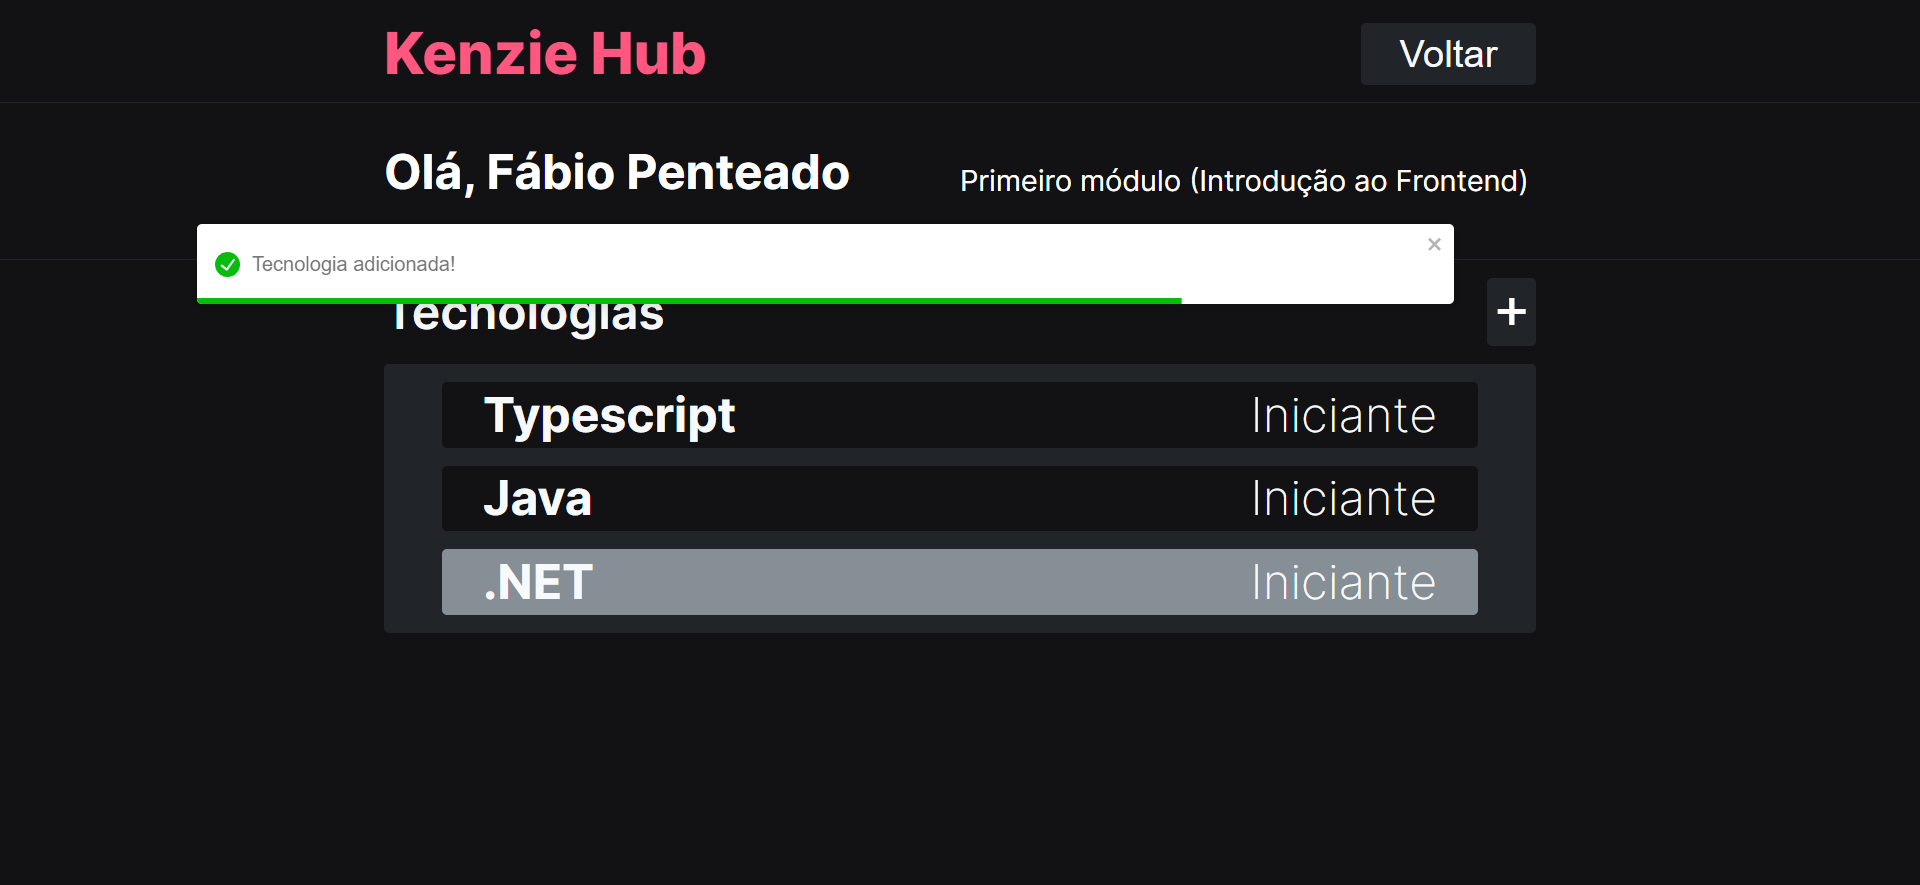 Kenzie Hub
Voltar
Olá, Fábio Penteado
Primeiro módulo (Introdução ao Frontend)
Tecnologia adicionada!
Tecnologias
+
Typescript
Iniciante
Java
Iniciante
.NET
Iniciante